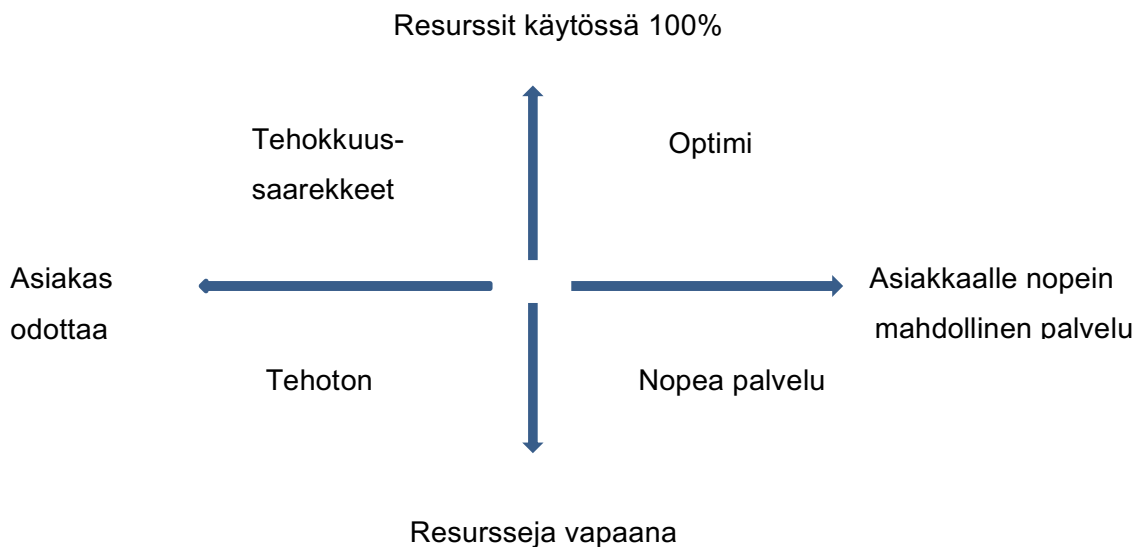 Resurssit käytössä 100%
Tehokkuus-
saarekkeet
Optimi
Asiakas
odottaa
Asiakkaalle nopein
mahdollinen palvelu
Tehoton
Nopea palvelu
Resursseja vapaana